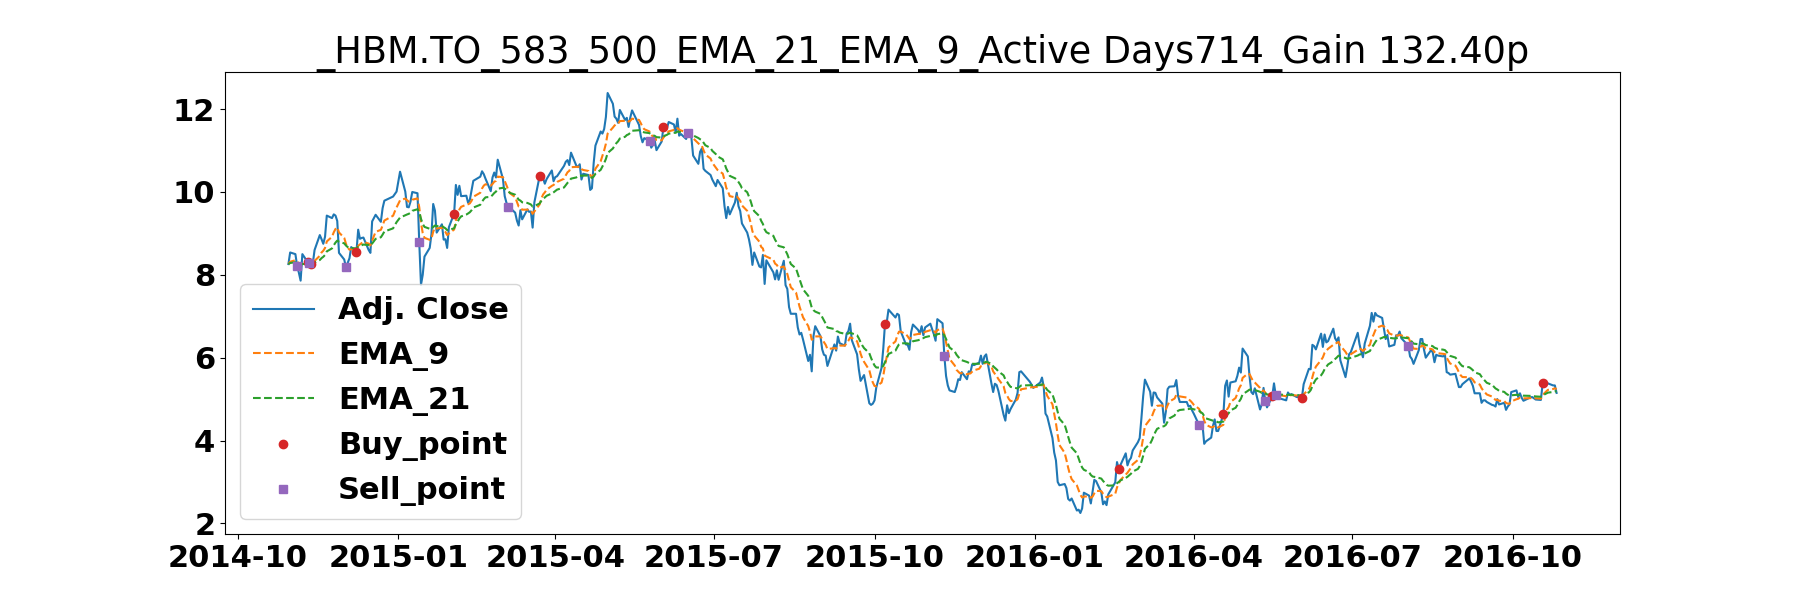 _HBM.TO_583_500_EMA_21_EMA_9_Active Days714_Gain 132.40p
12
10
8
6
4
2
Adj. Close
EMA_9
EMA_21
Buy_point
Sell_point
2014-10 2015-01 2015-04 2015-07 2015-10 2016-01 2016-04 2016-07 2016-10